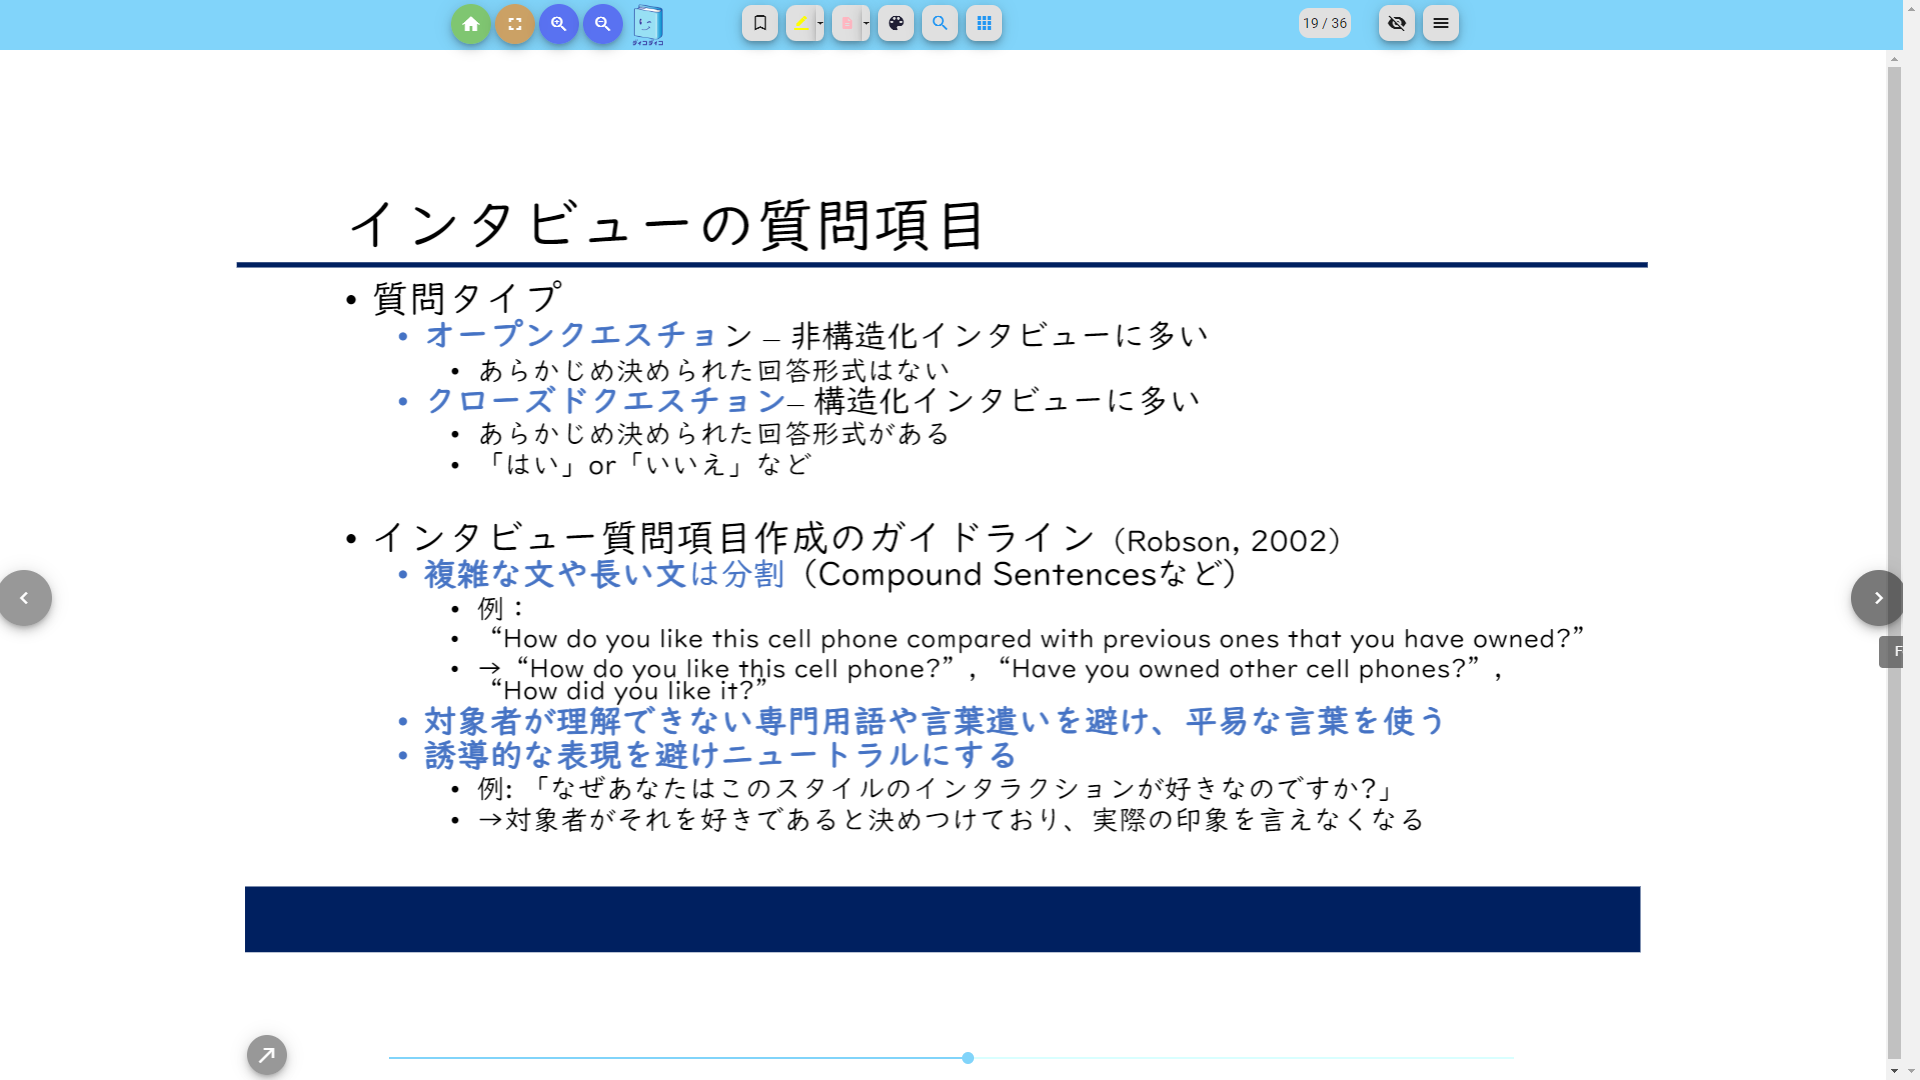 ダィコダィコ
19 / 36
インタビューの質問項目
• 質問タイプ
• オープンクエスチョン – 非構造化インタビューに多い
• あらかじめ決められた回答形式はない
• クローズドクエスチョン– 構造化インタビューに多い
• あらかじめ決められた回答形式がある
• 「はい」or「いいえ」など
• インタビュー質問項目作成のガイドライン（Robson, 2002）
• 複雑な文や長い文は分割（Compound Sentencesなど）
• 例：
• “How do you like this cell phone compared with previous ones that you have owned?”
• →“How do you like this cell phone?” , “Have you owned other cell phones?” ,
“How did you like it?”
• 対象者が理解できない専門用語や言葉遣いを避け、平易な言葉を使う
• 誘導的な表現を避けニュートラルにする
• 例: 「なぜあなたはこのスタイルのインタラクションが好きなのですか?」
• →対象者がそれを好きであると決めつけており、実際の印象を言えなくなる
F